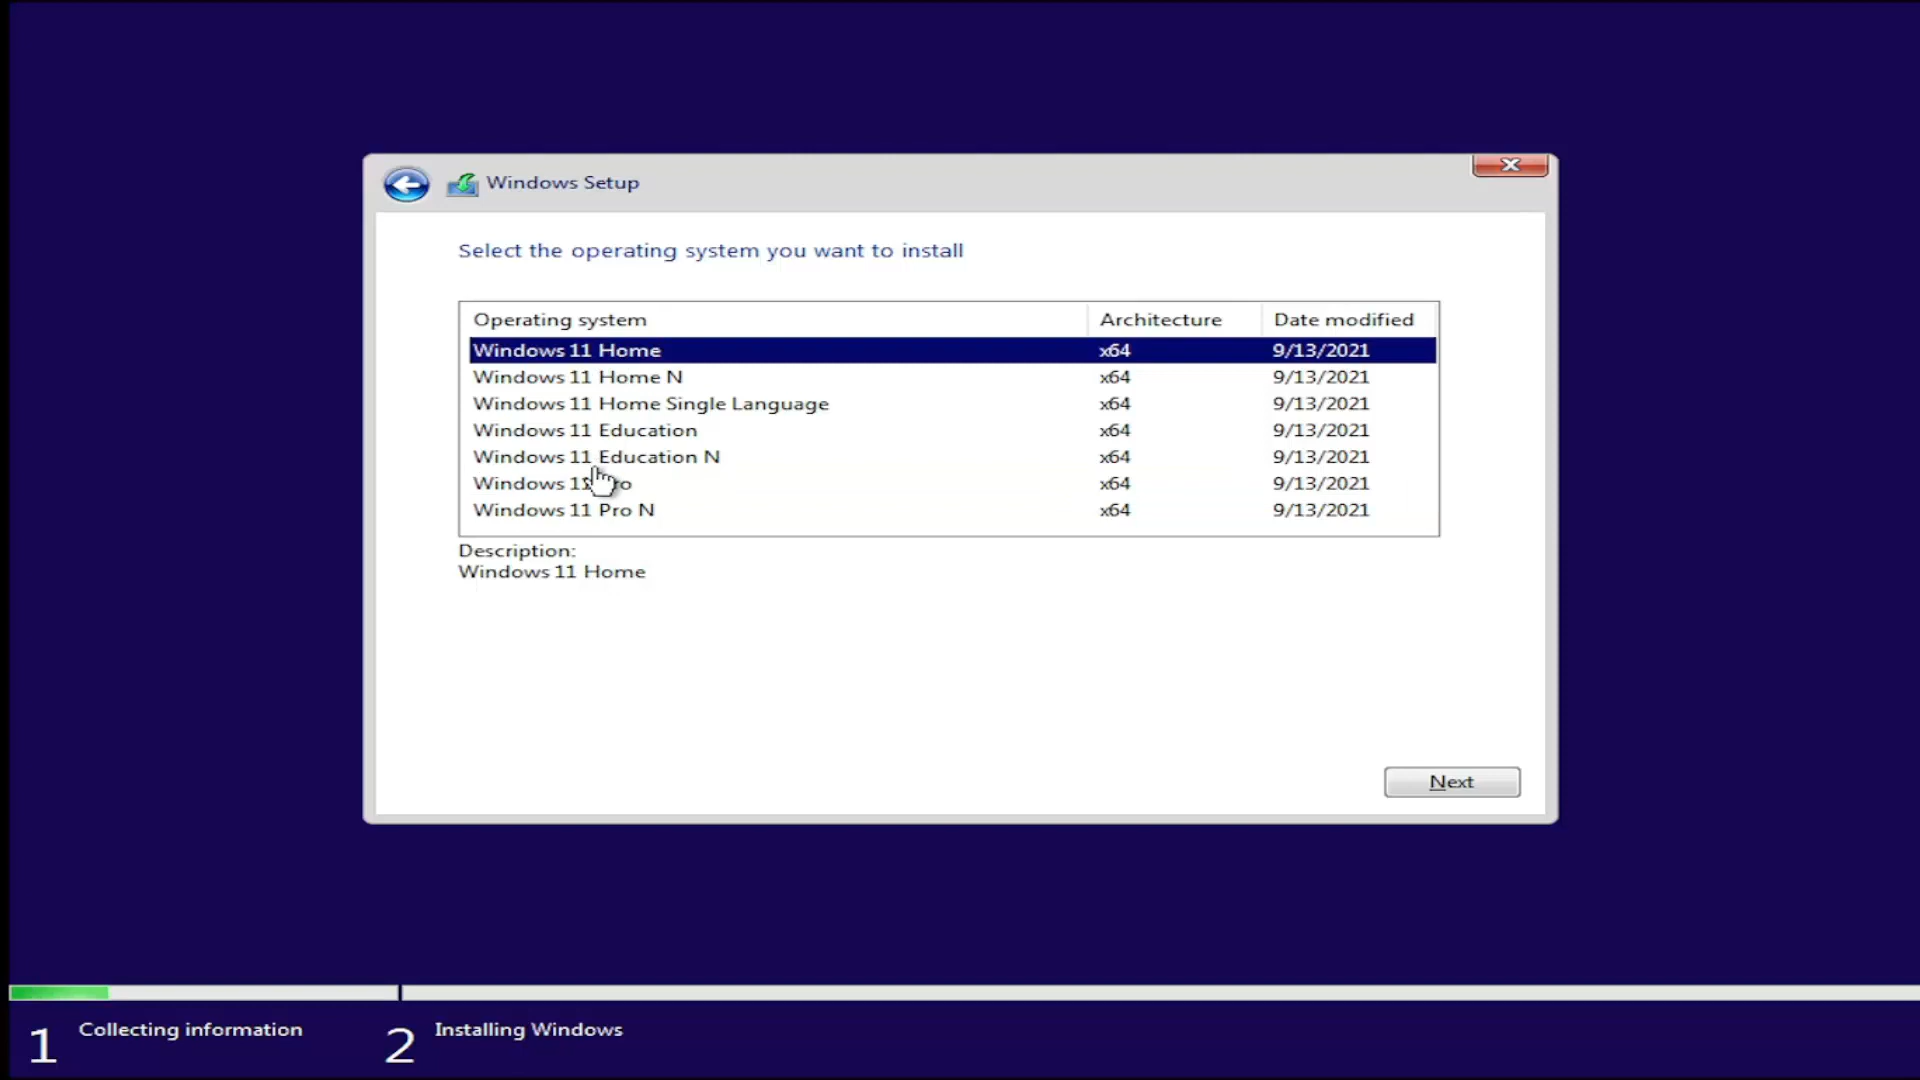 Windows Setup
Select the operating system you want to install
Operating system Architecture Date modified
Windows 11 Home x64 9/13/2021
Windows 11 Home N x64 9/13/2021
Windows 11 Home Single Language x64 9/13/2021
Windows 11 Education x64 9/13/2021
Windows 11 Education N x64 9/13/2021
Windows 11 Pro x64 9/13/2021
Windows 11 Pro N x64 9/13/2021
Description:
Windows 11 Home
Next
1 Collecting information 2 Installing Windows